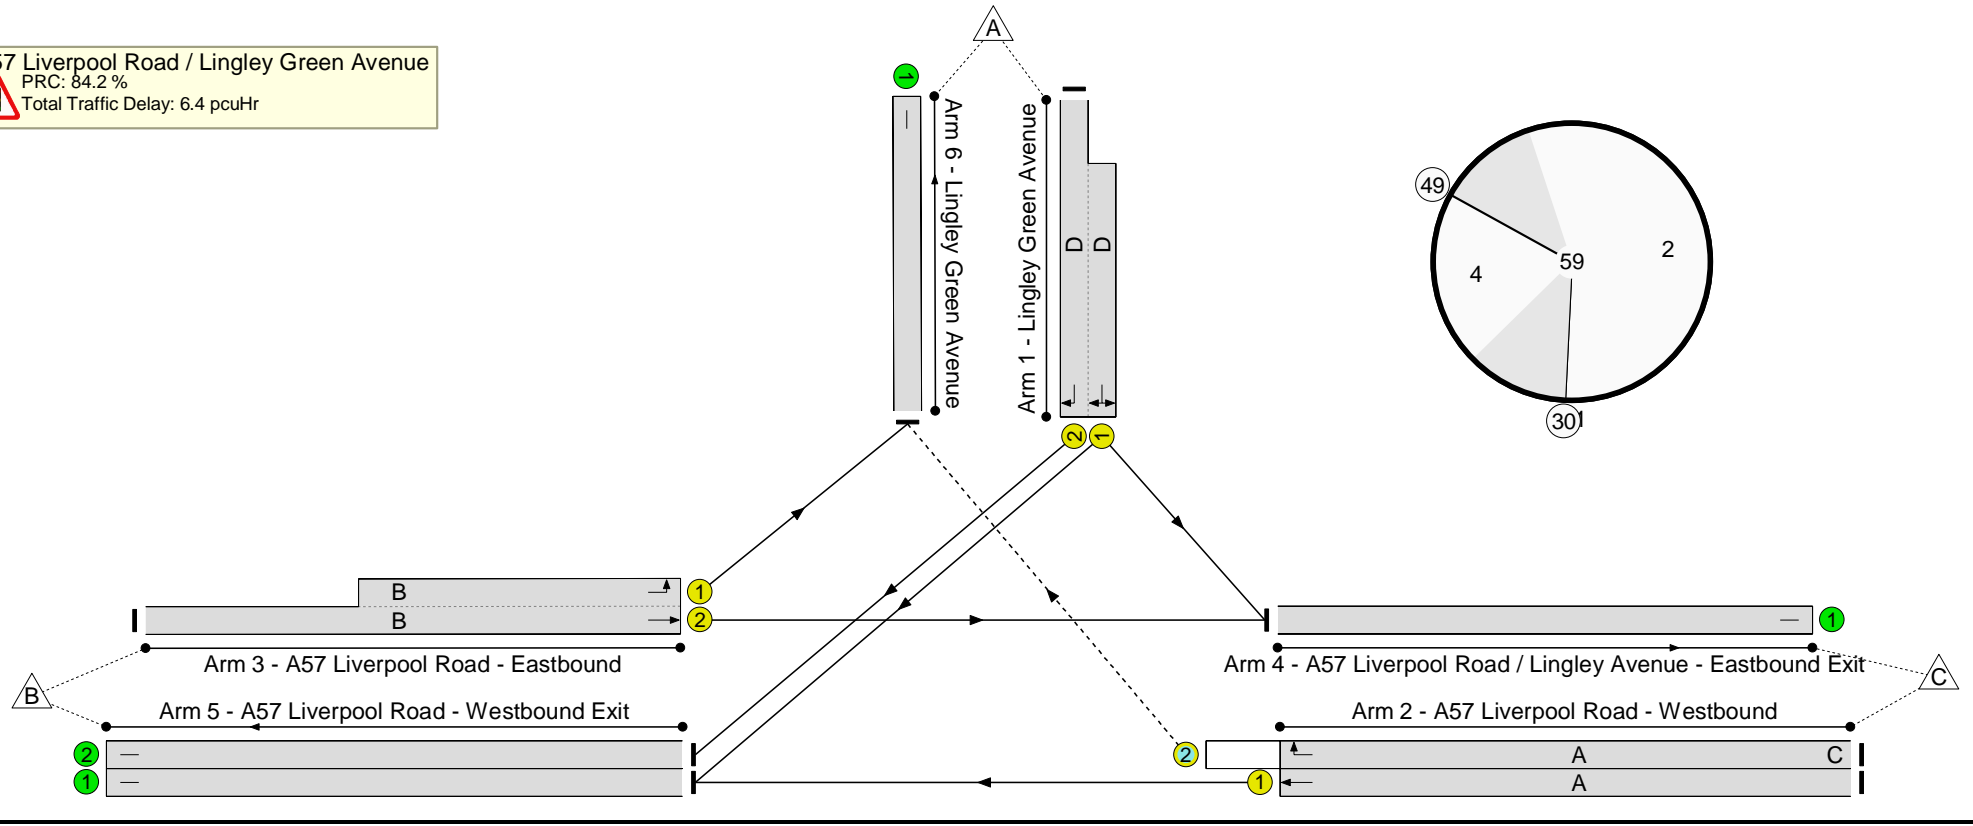 A
57 Liverpool Road / Lingley Green Avenue
PRC: 84.2 %
Total Traffic Delay: 6.4 pcuHr
1
Arm 6 - Lingley Green Avenue
Arm 1 - Lingley Green Avenue
D D
2 1
49
59
2
4
30
B
1
B
2
Arm 3 - A57 Liverpool Road - Eastbound
1
Arm 4 - A57 Liverpool Road / Lingley Avenue - Eastbound Exit
B
C
Arm 5 - A57 Liverpool Road - Westbound Exit
Arm 2 - A57 Liverpool Road - Westbound
2
2
A
C
1
1
A